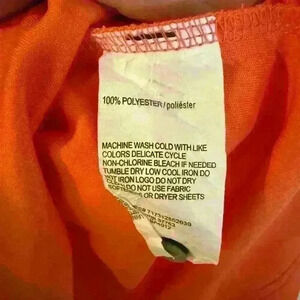 100% POLYESTER / poliéster
MACHINE WASH COLD WITH LIKE
COLORS DELICATE CYCLE
NON-CHLORINE BLEACH IF NEEDED
TUMBLE DRY LOW COOL IRON DO
NOT IRON LOGO DO NOT DRY
DO NOT USE FABRIC
OR DRYER SHEETS